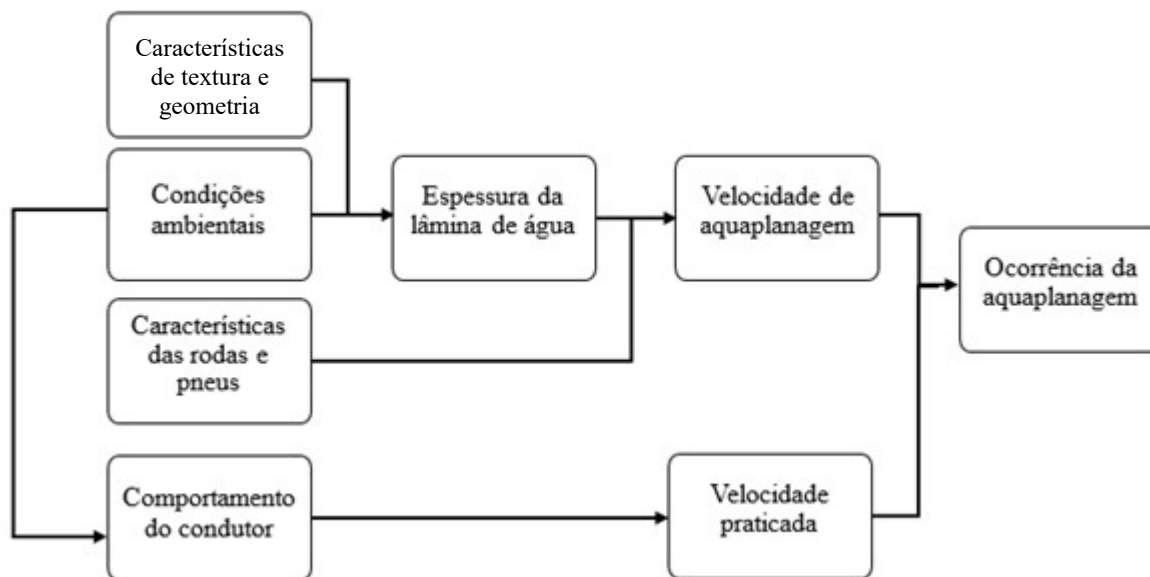 Características
de textura e
geometria
Condições
ambientais
Espessura da
lâmina de água
Velocidade de
aquaplanagem
Ocorrência da
aquaplanagem
Características
das rodas e
pneus
Comportamento
do condutor
Velocidade
praticada